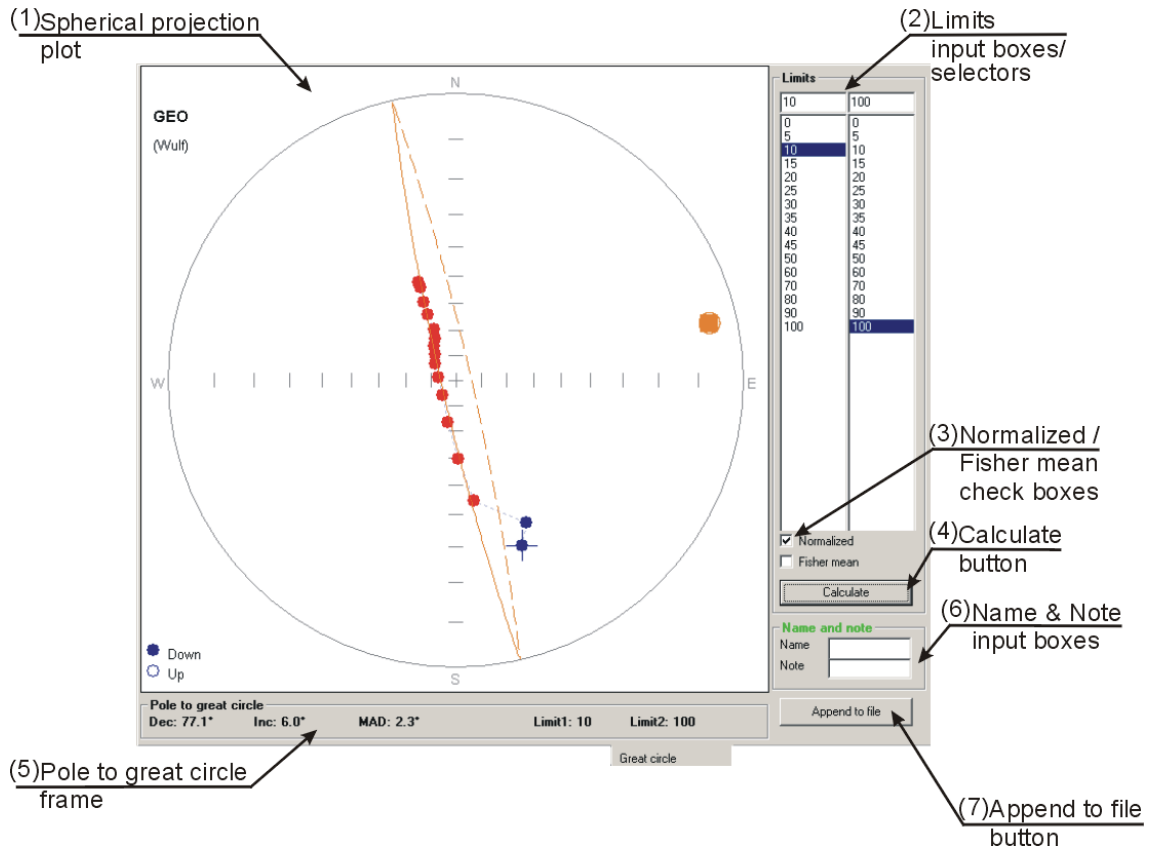 (1)Spherical projection
plot
(2)Limits
input boxes/
selectors
N
GEO
(Wulf)
W
E
S
Down
Up
Limits
10 100
0 0
5 5
10 10
15 15
20 20
25 25
30 30
35 35
40 40
45 45
50 50
60 60
70 70
80 80
90 90
100 100
(3)Normalized /
Fisher mean
check boxes
Normalized
Fisher mean
(4)Calculate
button
Calculate
(6)Name & Note
input boxes
Name and note
Name
Note
Append to file
Pole to great circle
Dec: 77.1° Inc: 6.0° MAD: 2.3° Limit1: 10 Limit2: 100
Great circle
(5)Pole to great circle
frame
(7)Append to file
button